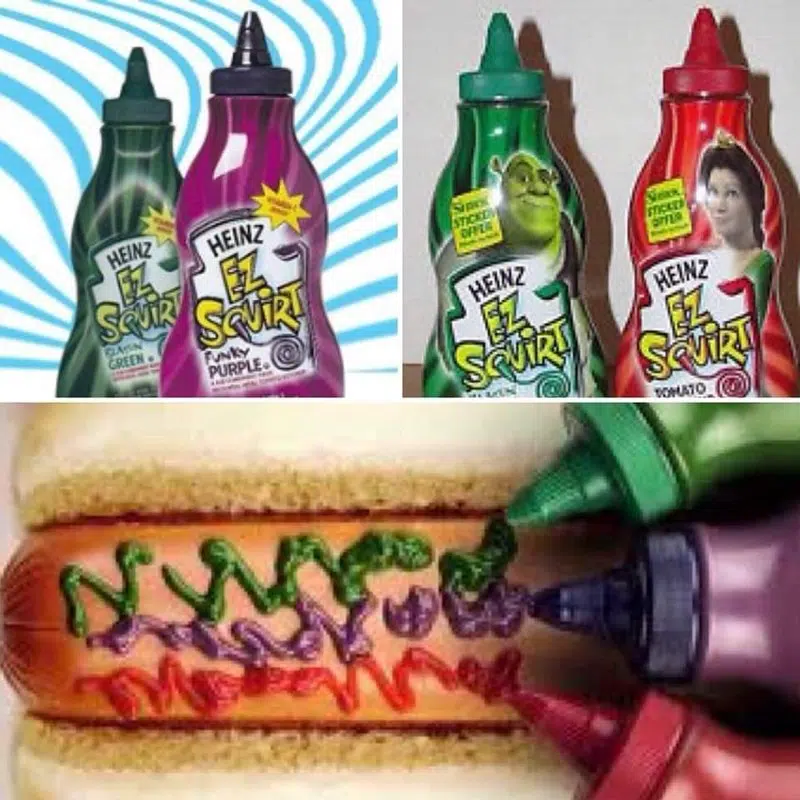 HEINZ
EZ
SQUIRT
GREEN
HEINZ
EZ
SQUIRT
FUNKY
PURPLE
SHREK
STICKER
OFFER
HEINZ
EZ
SQUIRT
STICKER
OFFER
HEINZ
EZ
SQUIRT
TOMATO